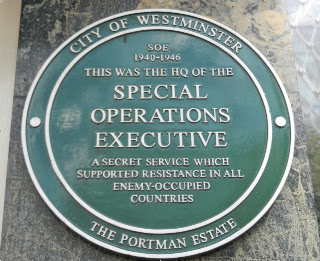 CITY OF WESTMINSTER
SOE
1940-1946
THIS WAS THE HQ OF THE
SPECIAL
OPERATIONS
EXECUTIVE
A SECRET SERVICE WHICH
SUPPORTED RESISTANCE IN ALL
ENEMY-OCCUPIED
COUNTRIES
THE PORTMAN ESTATE